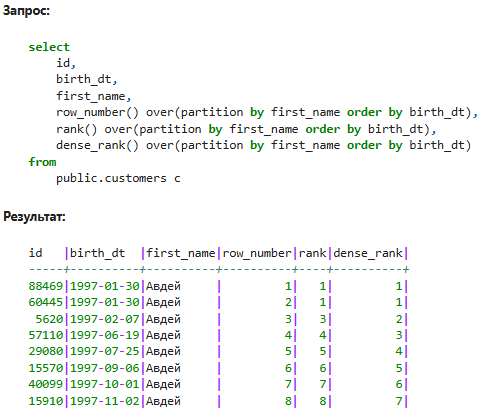 Запрос:
select
    id,
    birth_dt,
    first_name,
    row_number() over(partition by first_name order by birth_dt),
    rank() over(partition by first_name order by birth_dt),
    dense_rank() over(partition by first_name order by birth_dt)
from
    public.customers c
Результат:
id   |birth_dt  |first_name|row_number|rank|dense_rank|
-----+----------+----------+----------+----+----------+
88469|1997-01-30|Авдей     |         1|   1|         1|
60445|1997-01-30|Авдей     |         2|   1|         1|
 5620|1997-02-07|Авдей     |         3|   3|         2|
57110|1997-06-19|Авдей     |         4|   4|         3|
29080|1997-07-25|Авдей     |         5|   5|         4|
15570|1997-09-06|Авдей     |         6|   6|         5|
40099|1997-10-01|Авдей     |         7|   7|         6|
15910|1997-11-02|Авдей     |         8|   8|         7|